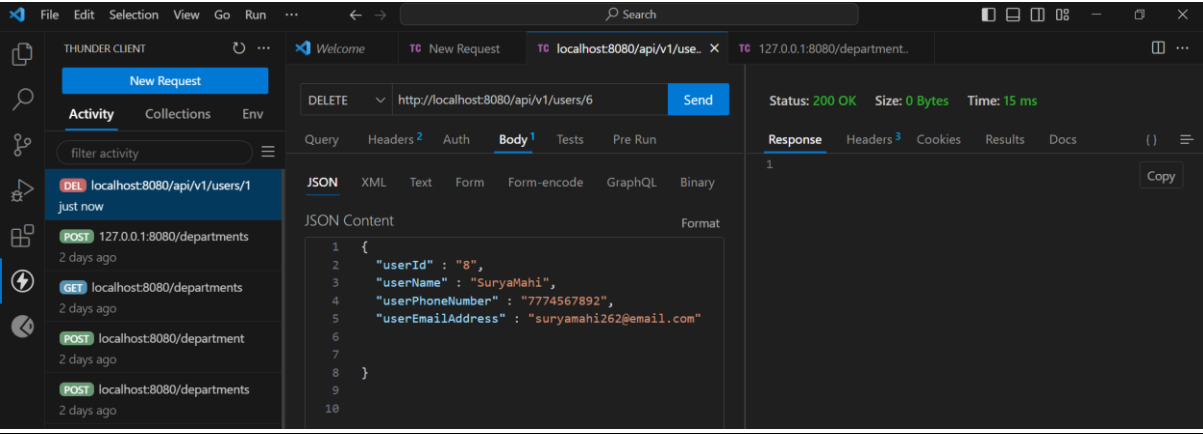 File Edit Selection View Go Run ... Search
THUNDER CLIENT
New Request
Activity Collections Env
filter activity
DEL localhost:8080/api/v1/users/1
just now
POST 127.0.0.1:8080/departments
2 days ago
GET localhost:8080/departments
2 days ago
POST localhost:8080/department
2 days ago
POST localhost:8080/departments
2 days ago
Welcome TC New Request TC localhost:8080/api/v1/use.. TC 127.0.0.1:8080/department..
DELETE http://localhost:8080/api/v1/users/6 Send
Query Headers 2 Auth Body 1 Tests Pre Run
JSON XML Text Form Form-encode GraphQL Binary
JSON Content Format
1 {
2 "userId" : "8",
3 "userName" : "SuryaMahi",
4 "userPhoneNumber" : "7774567892",
5 "userEmailAddress" : "suryamahi262@email.com"
6
7
8 }
9
10
Status: 200 OK Size: 0 Bytes Time: 15 ms
Response Headers 3 Cookies Results Docs { }
1
Copy